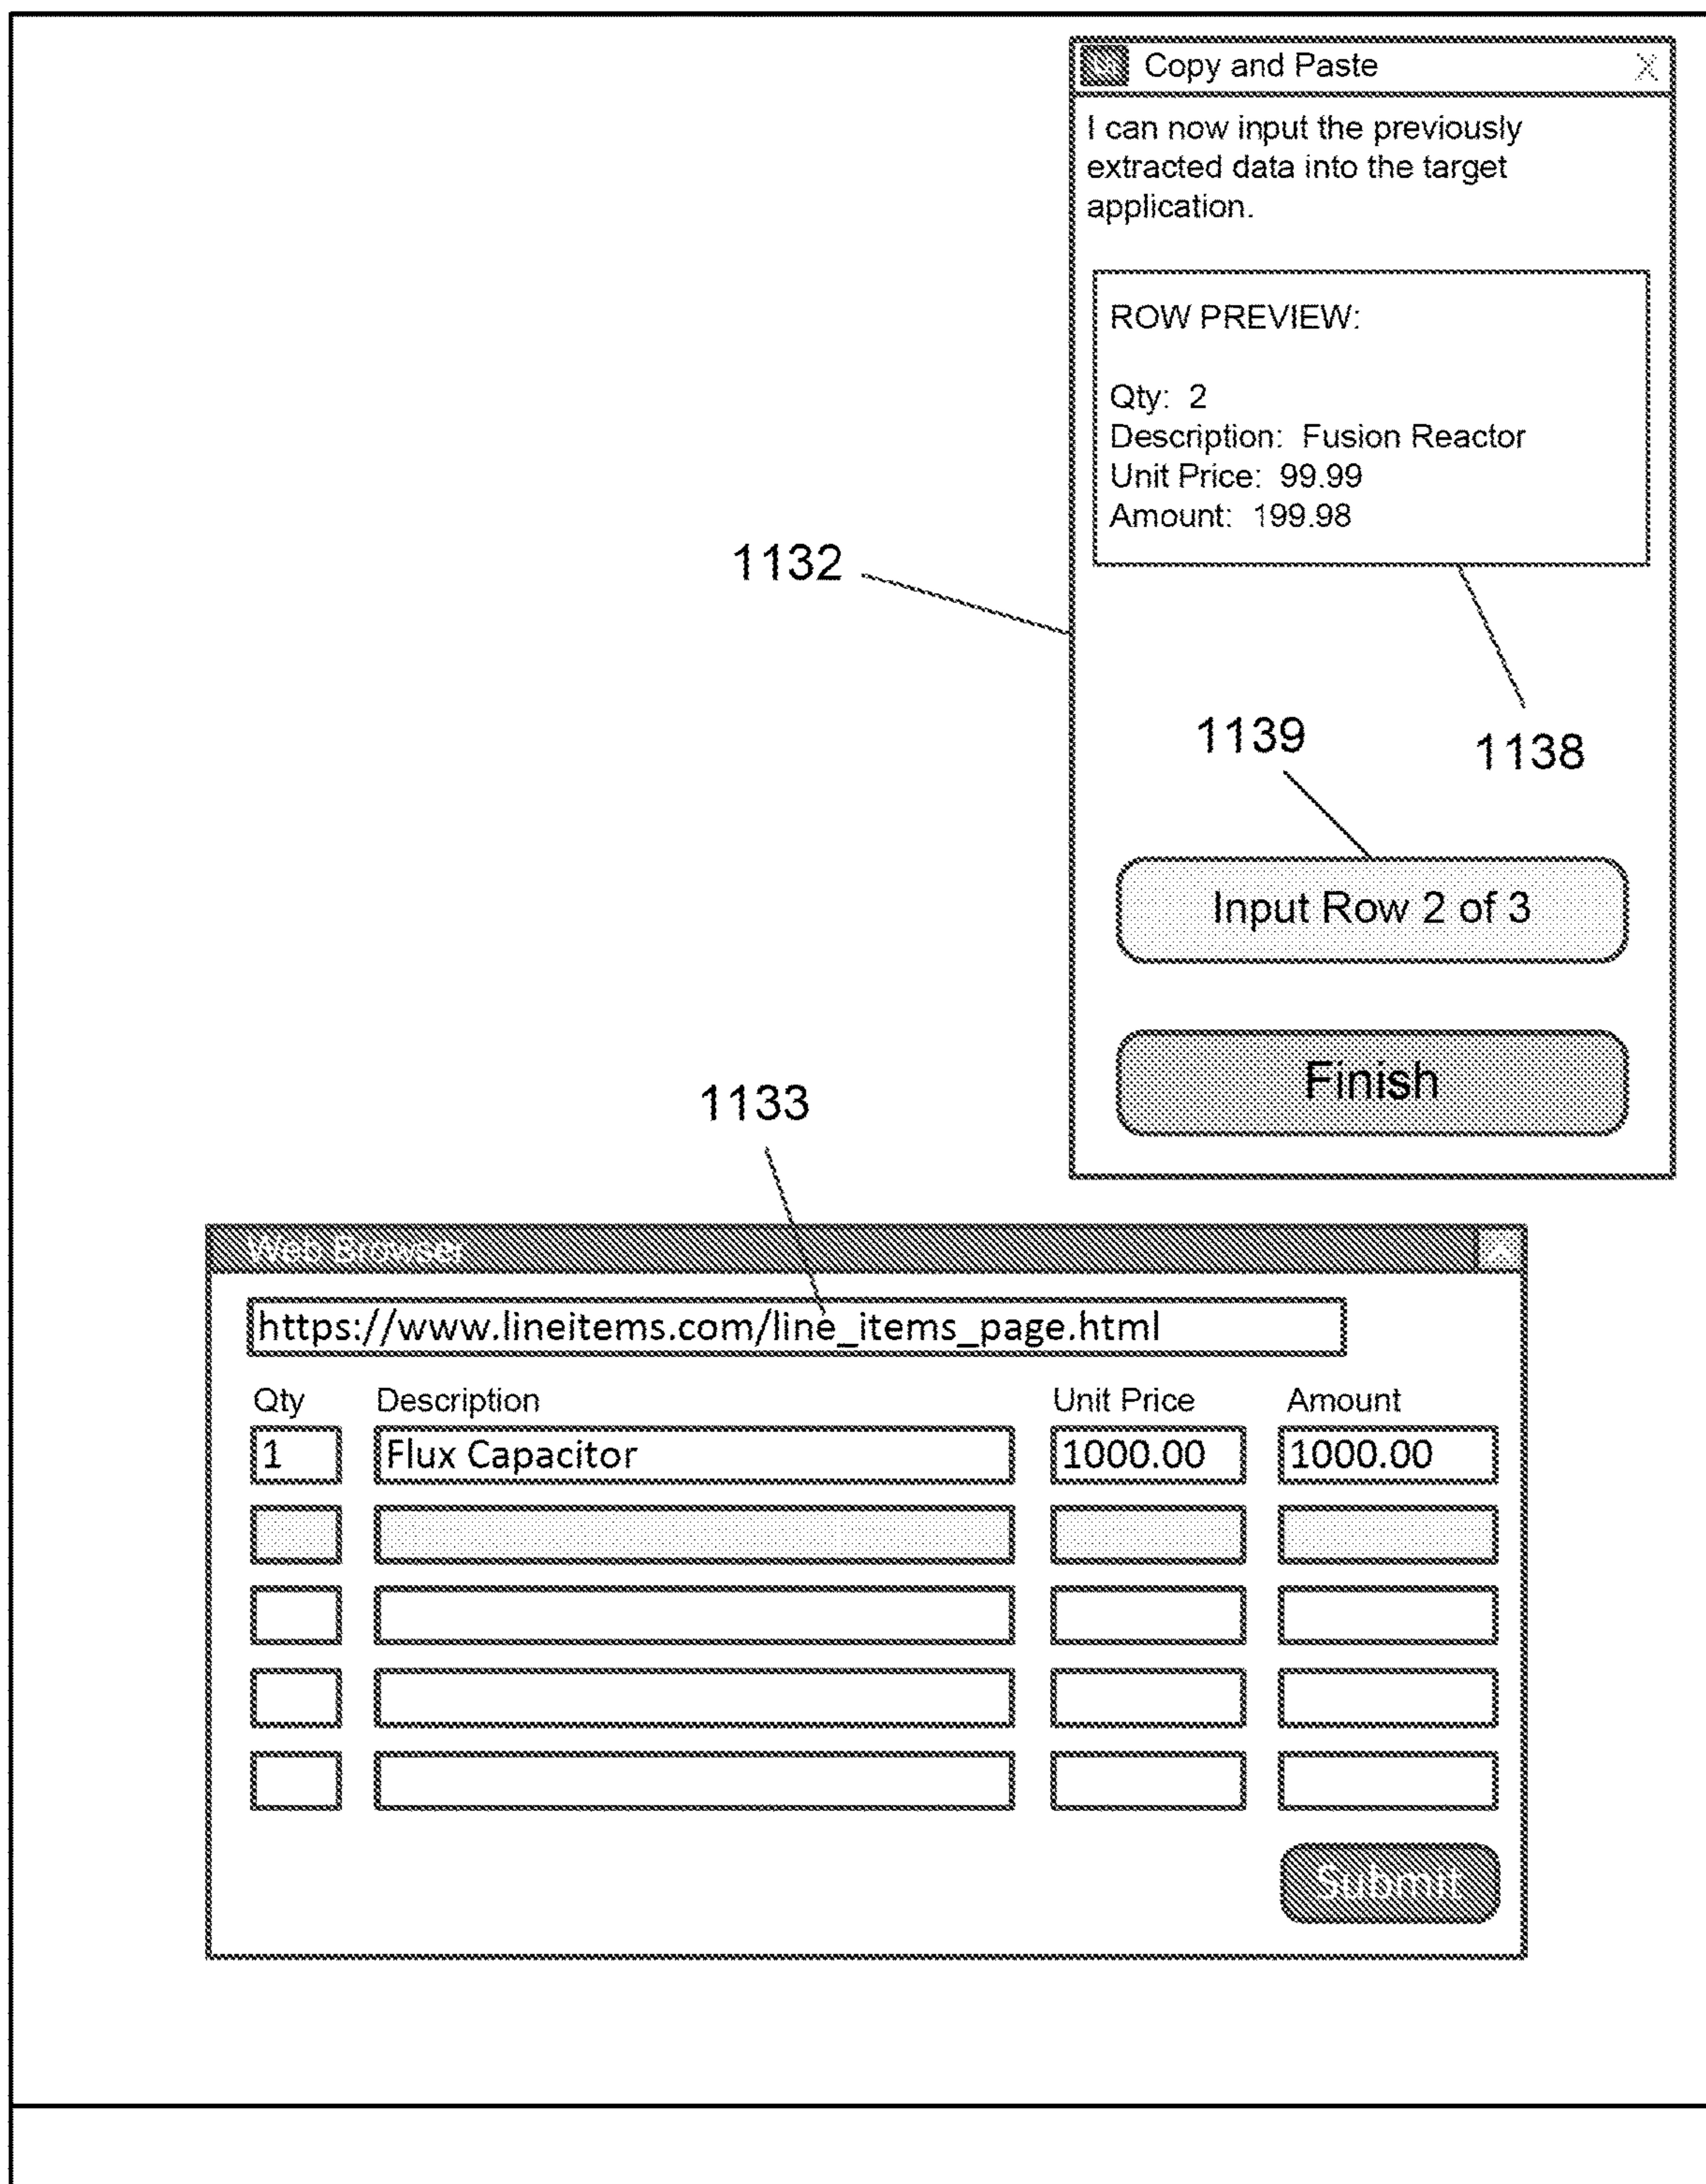 Ui Copy and Paste X
I can now input the previously
extracted data into the target
application.
ROW PREVIEW:
Qty: 2
Description: Fusion Reactor
Unit Price: 99.99
Amount: 199.98
1132
1139
1138
Input Row 2 of 3
Finish
1133
Web Browser X
https://www.lineitems.com/line_items_page.html
Qty Description Unit Price Amount
1 Flux Capacitor 1000.00 1000.00
Submit